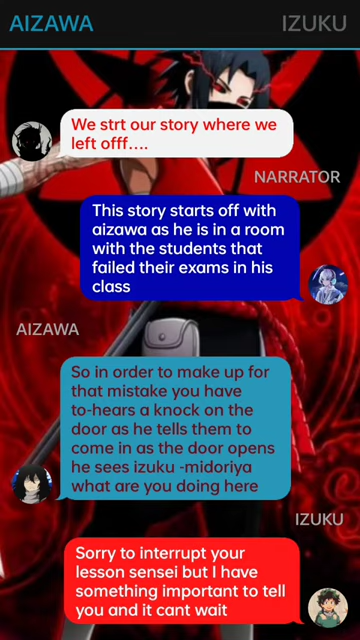 AIZAWA IZUKU
We strt our story where we
left offf....
NARRATOR
This story starts off with
aizawa as he is in a room
with the students that
failed their exams in his
class
AIZAWA
So in order to make up for
that mistake you have
to-hears a knock on the
door as he tells them to
come in as the door opens
he sees izuku -midoriya
what are you doing here
IZUKU
Sorry to interrupt your
lesson sensei but I have
something important to tell
you and it cant wait